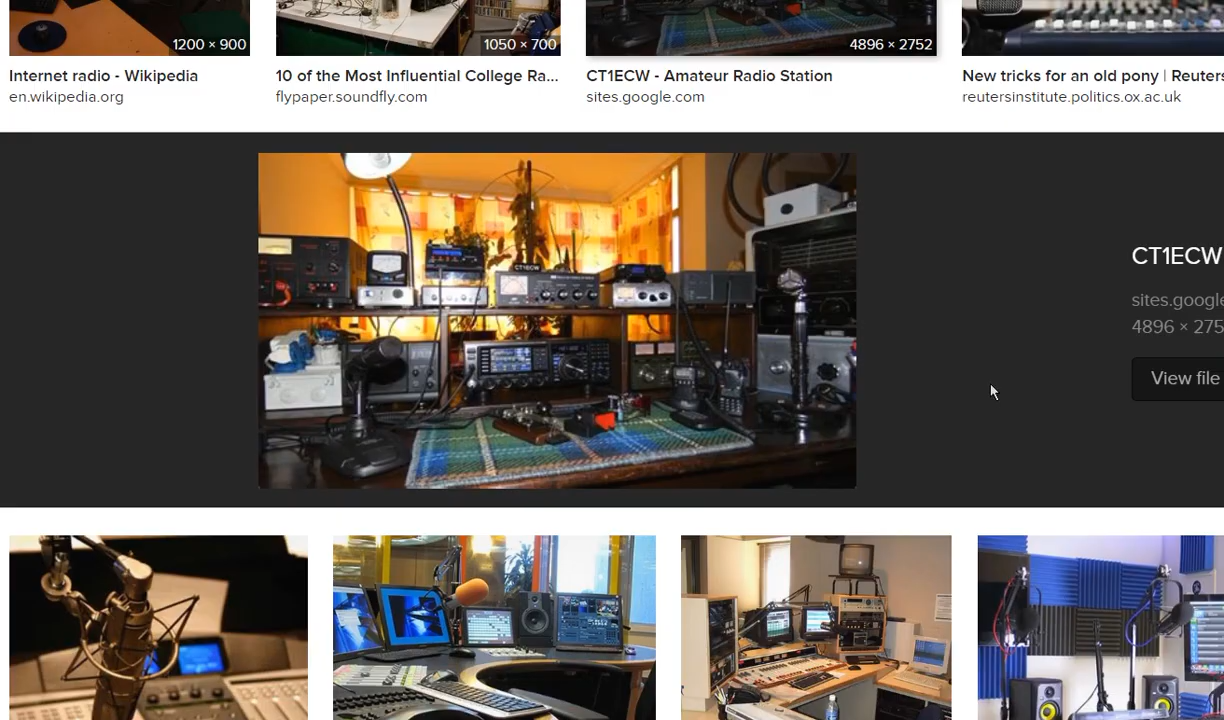 1200 × 900
1050 × 700
4896 × 2752
Internet radio - Wikipedia
10 of the Most Influential College Ra...
CT1ECW - Amateur Radio Station
New tricks for an old pony | Reuters
en.wikipedia.org
flypaper.soundfly.com
sites.google.com
reutersinstitute.politics.ox.ac.uk
CT1ECW
CT1ECW
sites.google
4896 × 275
View file